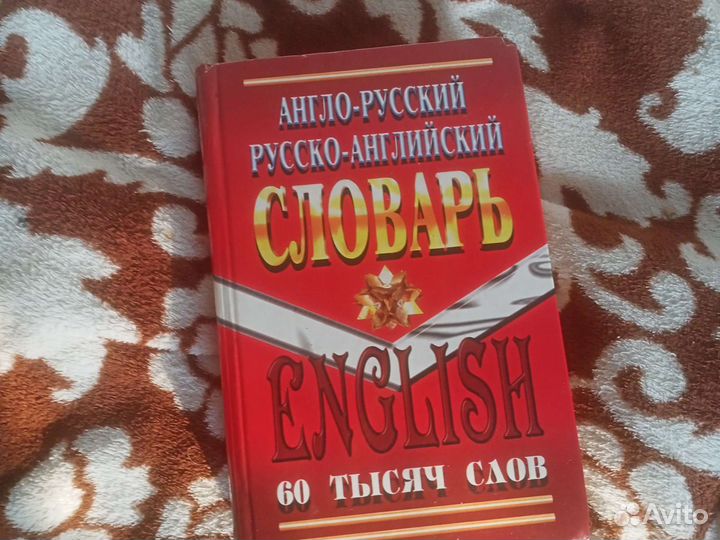 АНГЛО-РУССКИЙ
РУССКО-АНГЛИЙСКИЙ
СЛОВАРЬ
ENGLISH
60 ТЫСЯЧ СЛОВ
Avito